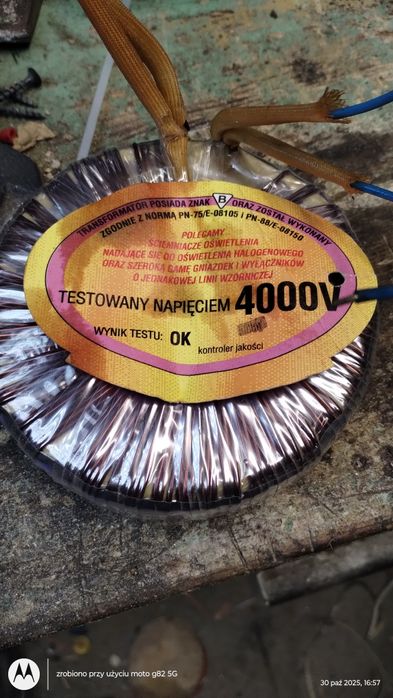 TRANSFORMATOR POSIADA ZNAK B ORAZ ZOSTAŁ WYKONANY
ZGODNIE Z NORMĄ PN-75/E-08105 I PN-88/E-08150
POLECAMY
ŚCIEMNIACZE OŚWIETLENIA
NADAJĄCE SIĘ DO OŚWIETLENIA HALOGENOWEGO
ORAZ SZEROKĄ GAMĘ GNIAZDEK I WYŁĄCZNIKÓW
O JEDNAKOWEJ LINII WZORNICZEJ
TESTOWANY NAPIĘCIEM 4000V
WYNIK TESTU: OK
kontroler jakości
zrobiono przy użyciu moto g82 5G
30 paź 2025, 16:57